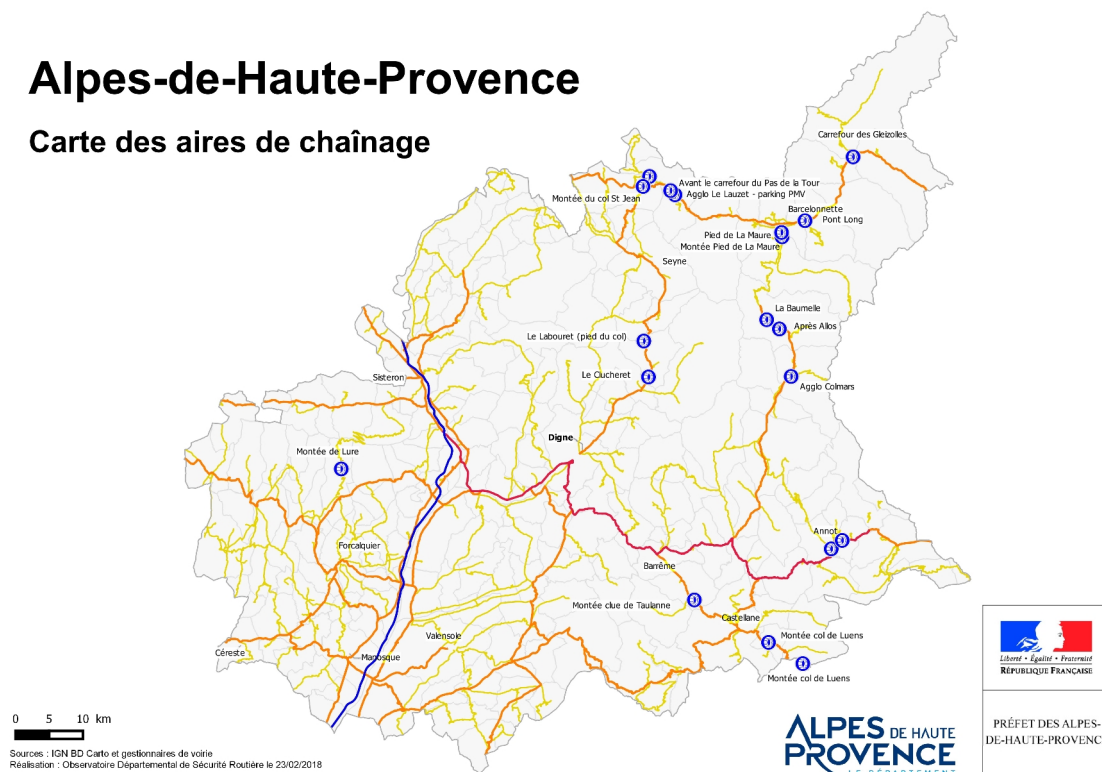 Alpes-de-Haute-Provence
Carte des aires de chaînage
Carrefour des Gleizolles
Avant le carrefour du Pas de la Tour
Agglo Le Lauzet - parking PMV
Montée du col St Jean
Barcelonnette
Pont Long
Pied de La Maure
Montée Pied de La Maure
Seyne
La Baumelle
Après Allos
Le Labouret (pied du col)
Le Cucheret
Sisteron
Agglo Colmars
Digne
Montée de Lure
Annot
Forcalquier
Barrême
Montée clue de Taulanne
Castellane
Valensole
Montée col de Luens
Céreste
Manosque
Montée col de Luens
0 5 10 km
Sources : IGN BD Carto et gestionnaires de voirie
Réalisation : Observatoire Départemental de Sécurité Routière le 23/02/2018
ALPES DE HAUTE
PROVENCE
LE DÉPARTEMENT
Liberté • Égalité • Fraternité
RÉPUBLIQUE FRANÇAISE
PRÉFET DES ALPES-
DE-HAUTE-PROVENC